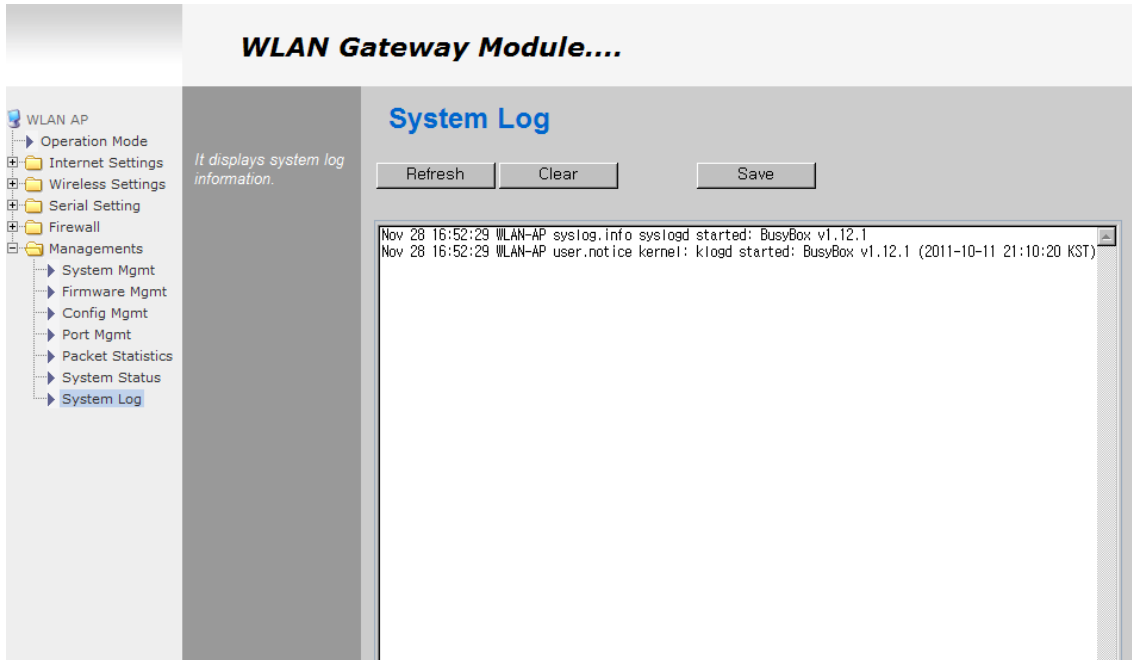 WLAN Gateway Module....
WLAN AP
Operation Mode
Internet Settings
Wireless Settings
Serial Setting
Firewall
Managements
System Mgmt
Firmware Mgmt
Config Mgmt
Port Mgmt
Packet Statistics
System Status
System Log
It displays system log
information.
System Log
Refresh Clear Save
Nov 28 16:52:29 WLAN-AP syslog.info syslogd started: BusyBox v1.12.1
Nov 28 16:52:29 WLAN-AP user.notice kernel: klogd started: BusyBox v1.12.1 (2011-10-11 21:10:20 KST)